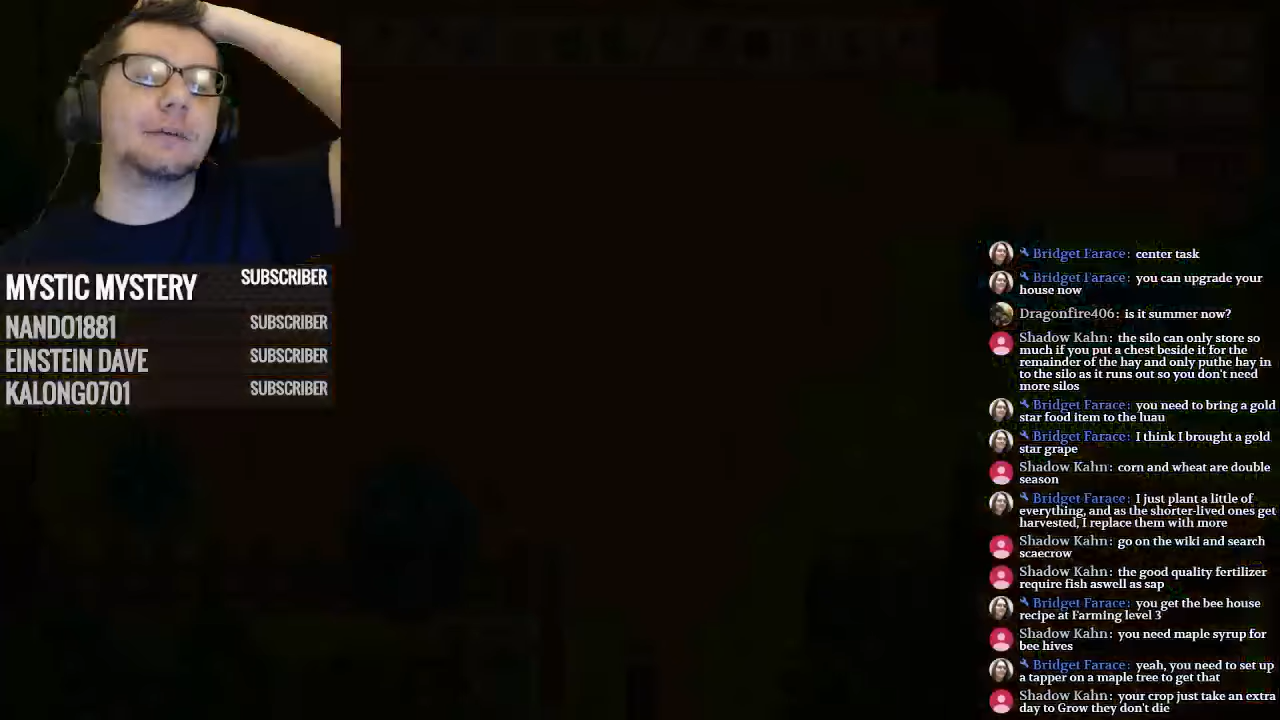 MYSTIC MYSTERY SUBSCRIBER
NANDO1881 SUBSCRIBER
EINSTEIN DAVE SUBSCRIBER
KALONG0701 SUBSCRIBER
Bridget Farace: center task
Bridget Farace: you can upgrade your
house now
Dragonfire406: is it summer now?
Shadow Kahn: the silo can only store so
much if you put a chest beside it for the
remainder of the hay and only puthe hay in
to the silo as it runs out so you don't need
more silos
Bridget Farace: you need to bring a gold
star food item to the luau
Bridget Farace: I think I brought a gold
star grape
Shadow Kahn: corn and wheat are double
season
Bridget Farace: I just plant a little of
everything, and as the shorter-lived ones get
harvested, I replace them with more
Shadow Kahn: go on the wiki and search
scaecrow
Shadow Kahn: the good quality fertilizer
require fish aswell as sap
Bridget Farace: you get the bee house
recipe at Farming level 3
Shadow Kahn: you need maple syrup for
bee hives
Bridget Farace: yeah, you need to set up
a tapper on a maple tree to get that
Shadow Kahn: your crop just take an extra
day to Grow they don't die